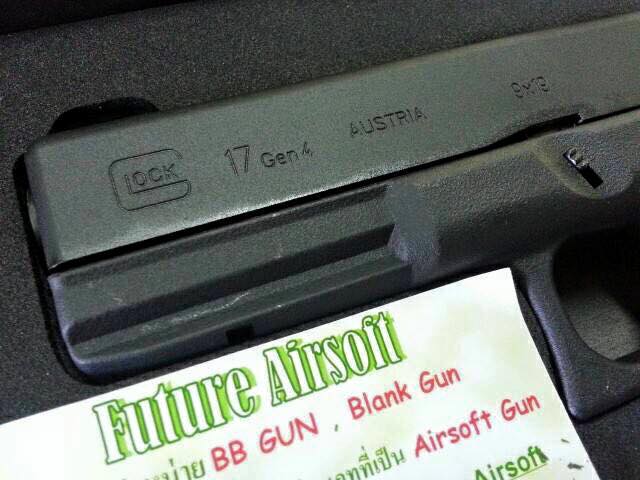 GLOCK 17 Gen4 AUSTRIA 9x19
Future Airsoft
BB GUN , Blank Gun
Airsoft Gun
Airsoft